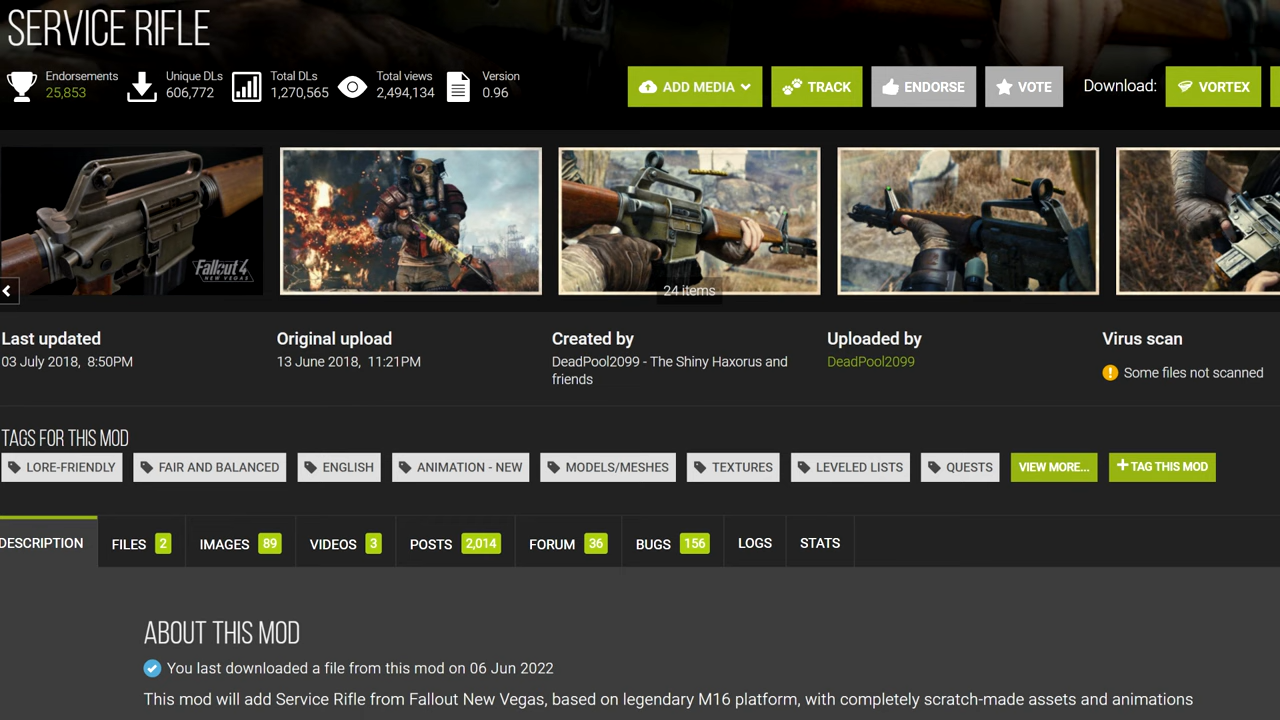 SERVICE RIFLE
Endorsements
25,853
Unique DLs
606,772
Total DLs
1,270,565
Total views
2,494,134
Version
0.96
ADD MEDIA
TRACK
ENDORSE
VOTE
Download:
VORTEX
Fallout 4
NEW VEGAS
24 items
Last updated
03 July 2018, 8:50PM
Original upload
13 June 2018, 11:21PM
Created by
DeadPool2099 - The Shiny Haxorus and
friends
Uploaded by
DeadPool2099
Virus scan
Some files not scanned
TAGS FOR THIS MOD
LORE-FRIENDLY
FAIR AND BALANCED
ENGLISH
ANIMATION - NEW
MODELS/MESHES
TEXTURES
LEVELED LISTS
QUESTS
VIEW MORE...
+TAG THIS MOD
DESCRIPTION
FILES 2
IMAGES 89
VIDEOS 3
POSTS 2,014
FORUM 36
BUGS 156
LOGS
STATS
ABOUT THIS MOD
You last downloaded a file from this mod on 06 Jun 2022
This mod will add Service Rifle from Fallout New Vegas, based on legendary M16 platform, with completely scratch-made assets and animations